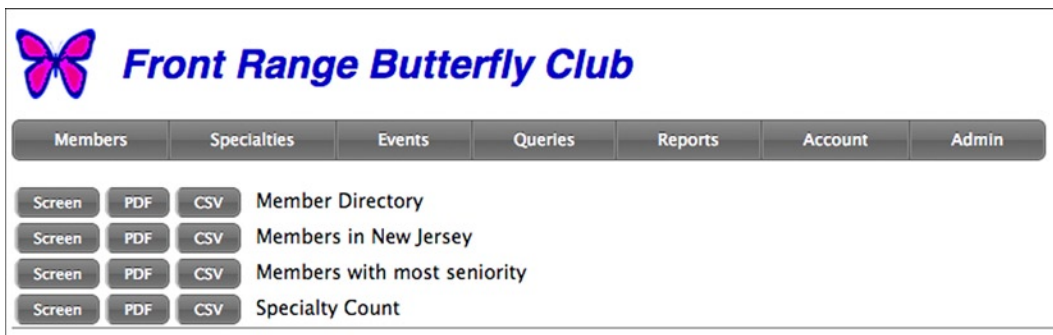 Front Range Butterfly Club
Members Specialties Events Queries Reports Account Admin
Screen PDF CSV Member Directory
Screen PDF CSV Members in New Jersey
Screen PDF CSV Members with most seniority
Screen PDF CSV Specialty Count